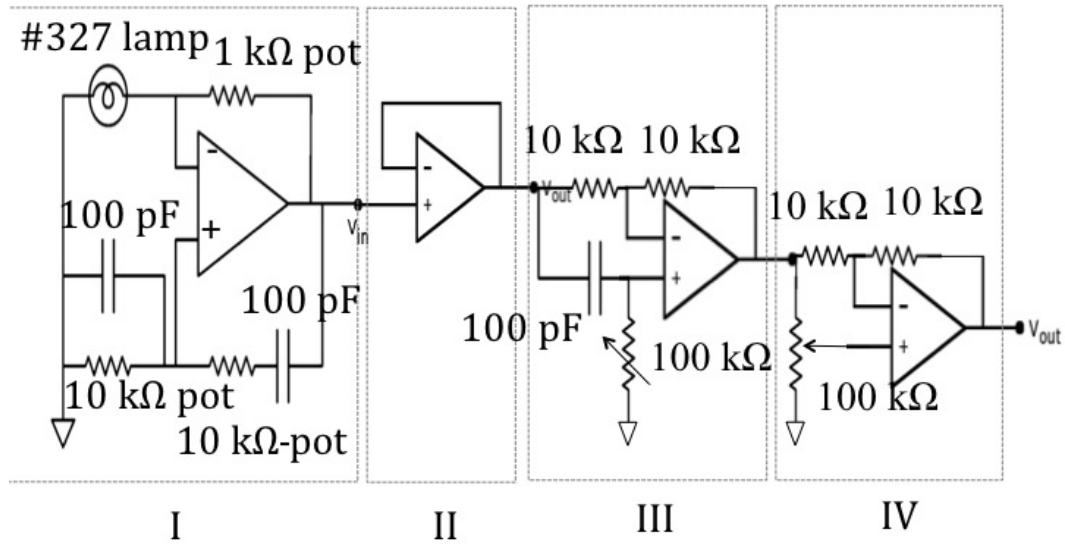 #327 lamp
1 kΩ pot
-
+
100 pF
100 pF
10 kΩ pot
10 kΩ-pot
V_in
-
+
V_out
10 kΩ 10 kΩ
-
+
100 pF
100 kΩ
10 kΩ 10 kΩ
-
+
100 kΩ
V_out
I
II
III
IV